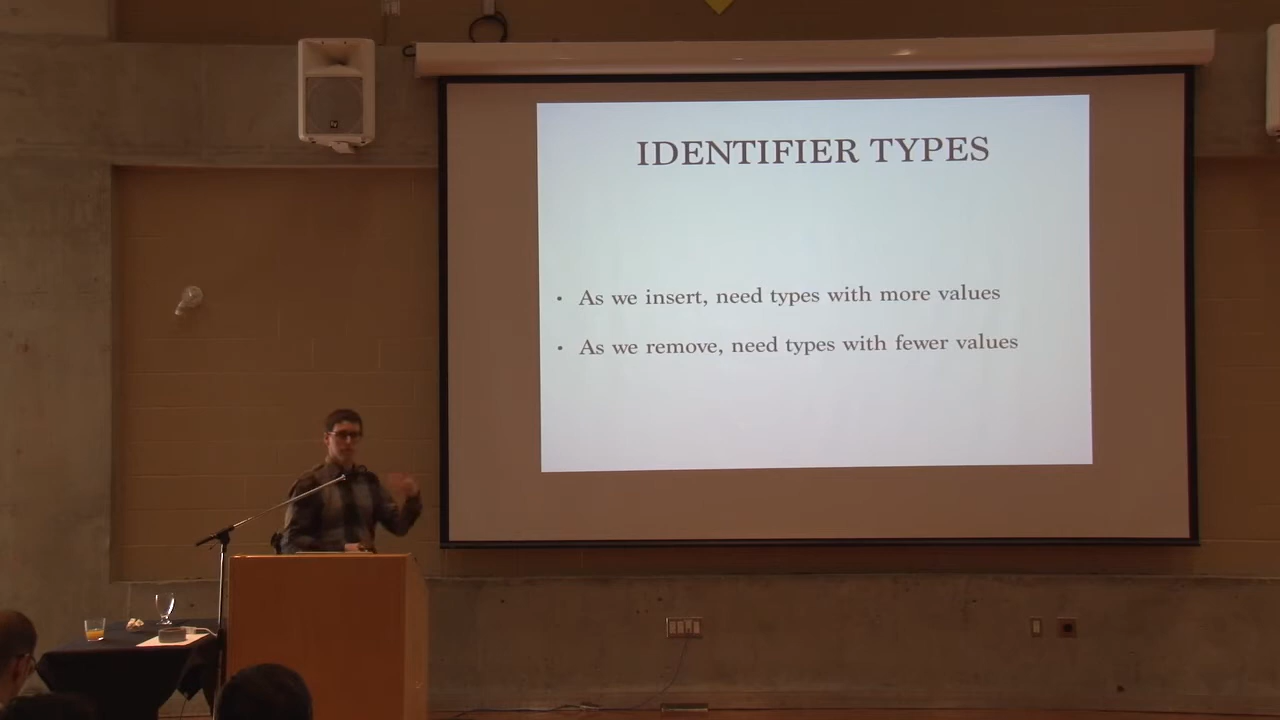 IDENTIFIER TYPES
• As we insert, need types with more values
• As we remove, need types with fewer values